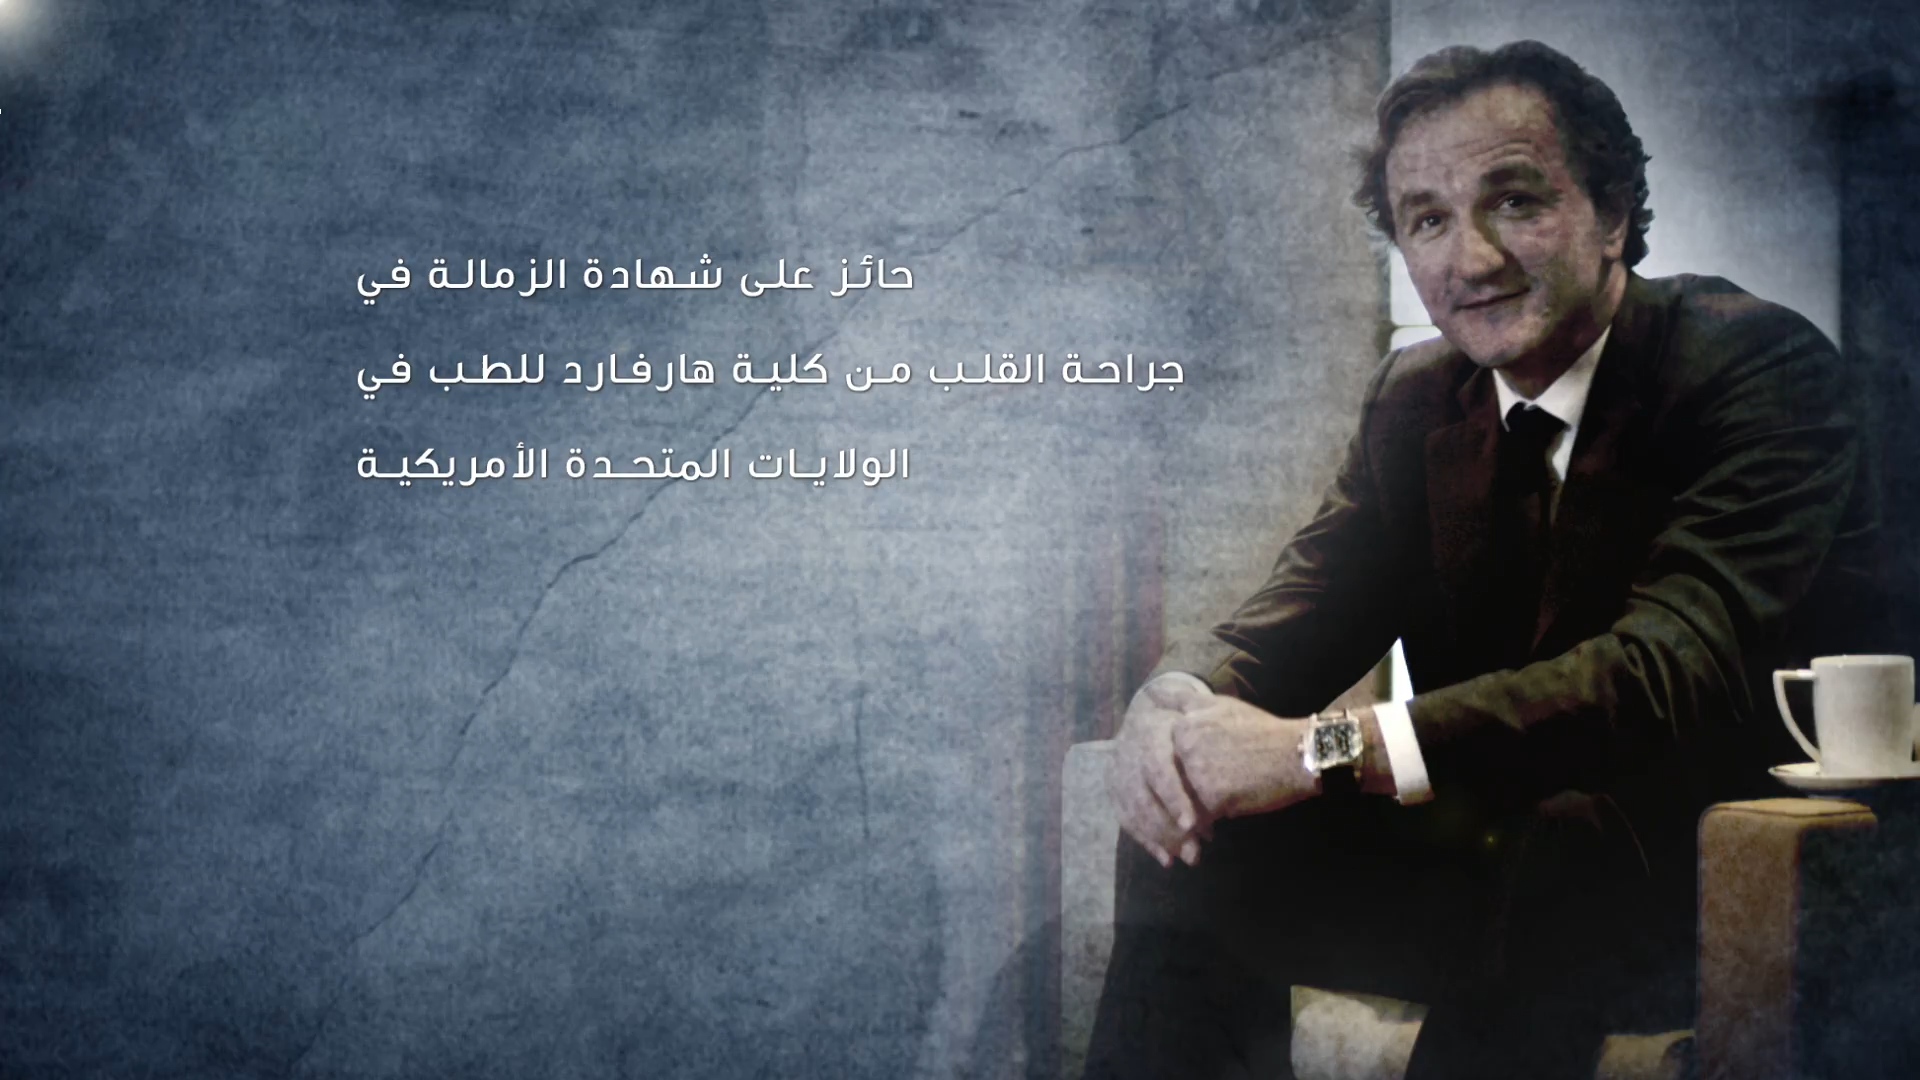 حائز على شهادة الزمالة في
جراحة القلب من كلية هارفارد للطب في
الولايات المتحدة الأمريكية